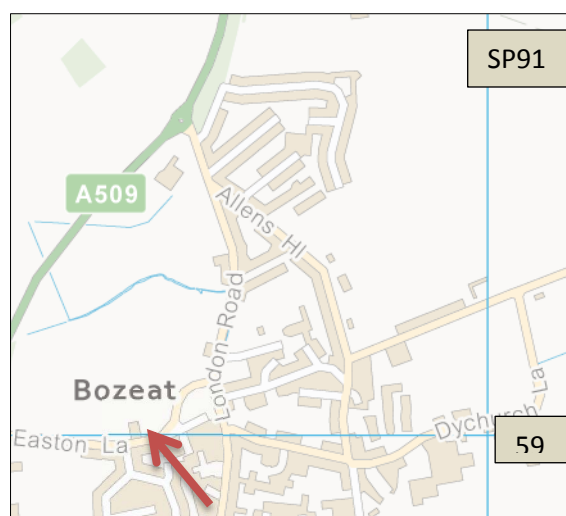 SP91
A509
Allens Hl
London Road
Bozeat
Easton La
Dychurch La
59